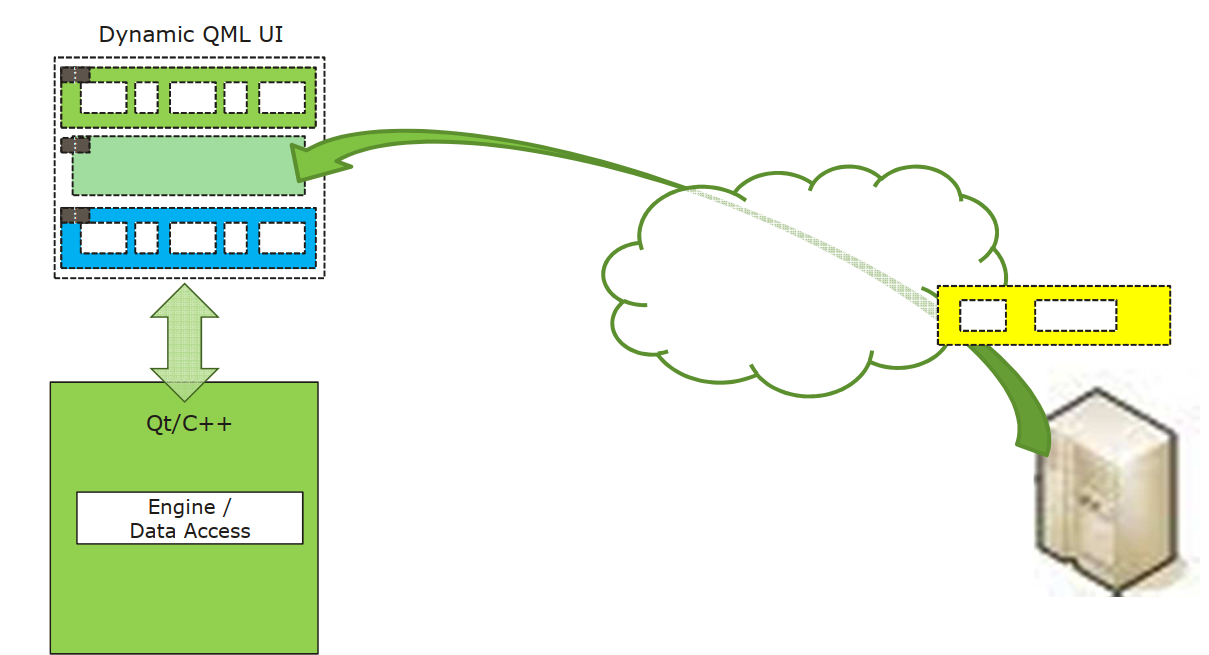 Dynamic QML UI
Qt/C++
Engine /
Data Access